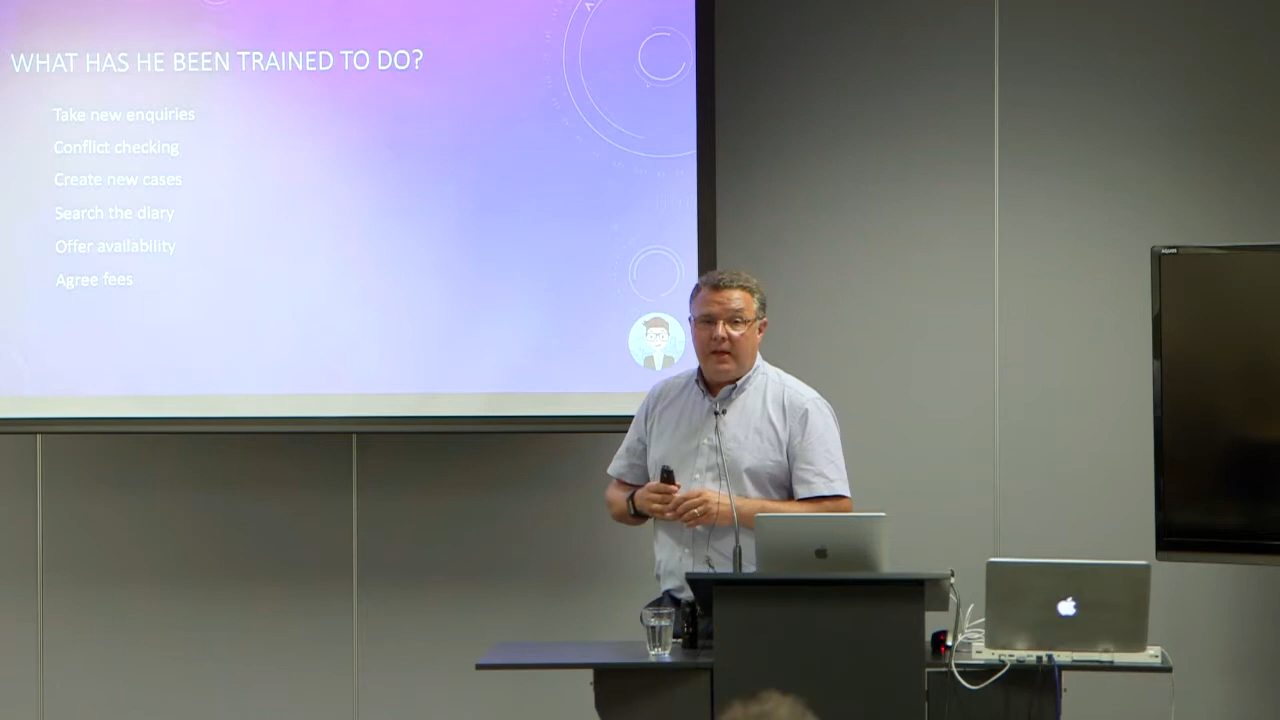 WHAT HAS HE BEEN TRAINED TO DO?
Take new enquiries
Conflict checking
Create new cases
Search the diary
Offer availability
Agree fees